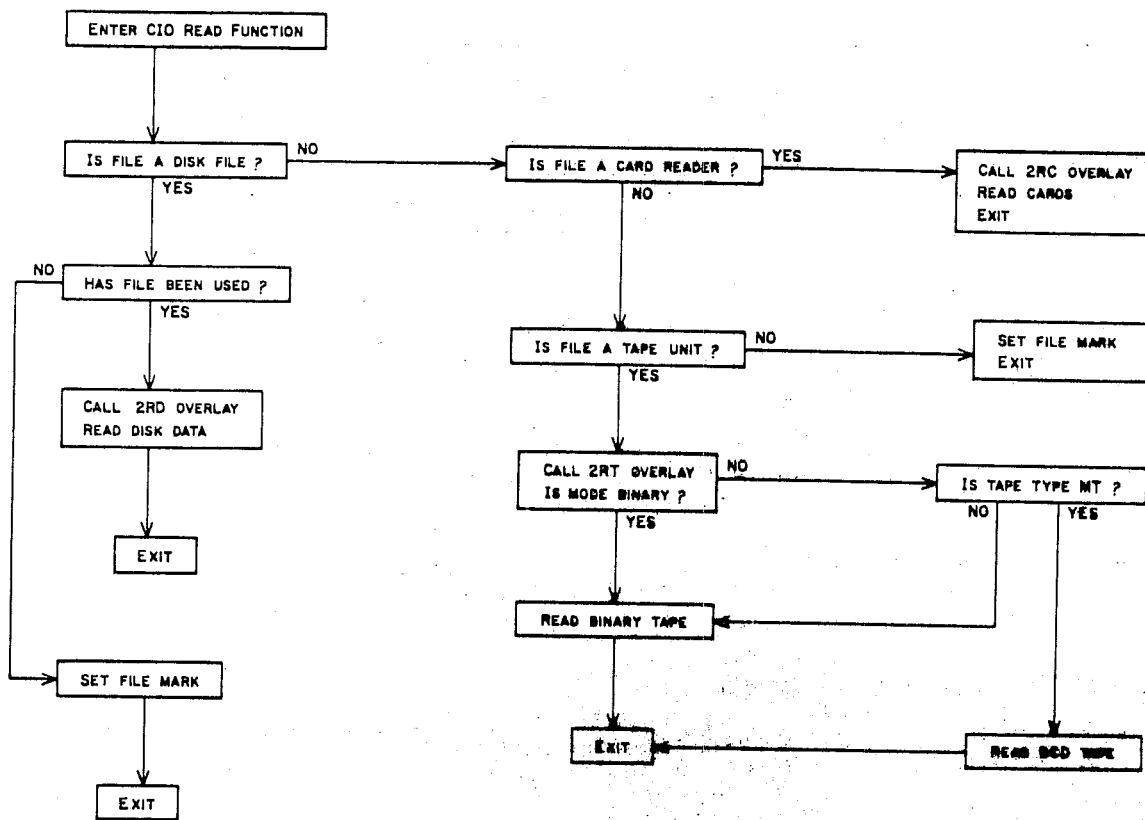 ENTER CIO READ FUNCTION
IS FILE A DISK FILE ?
NO
YES
IS FILE A CARD READER ?
YES
NO
CALL 2RC OVERLAY
READ CARDS
EXIT
HAS FILE BEEN USED ?
NO
YES
IS FILE A TAPE UNIT ?
NO
YES
SET FILE MARK
EXIT
CALL 2RD OVERLAY
READ DISK DATA
CALL 2RT OVERLAY
IS MODE BINARY ?
NO
YES
IS TAPE TYPE MT ?
NO
YES
EXIT
READ BINARY TAPE
SET FILE MARK
EXIT
READ BCD TAPE
EXIT